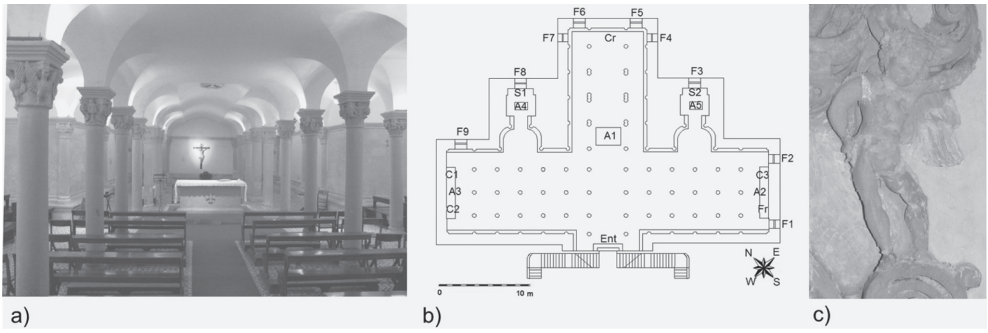 F6 F5
F7 Cr F4
F8 F3
S1 S2
A4 A5
F9 A1
F2
C1 C3
A3 A2
C2 Fr
F1
Ent
N E
W S
0 10 m
a) b) c)